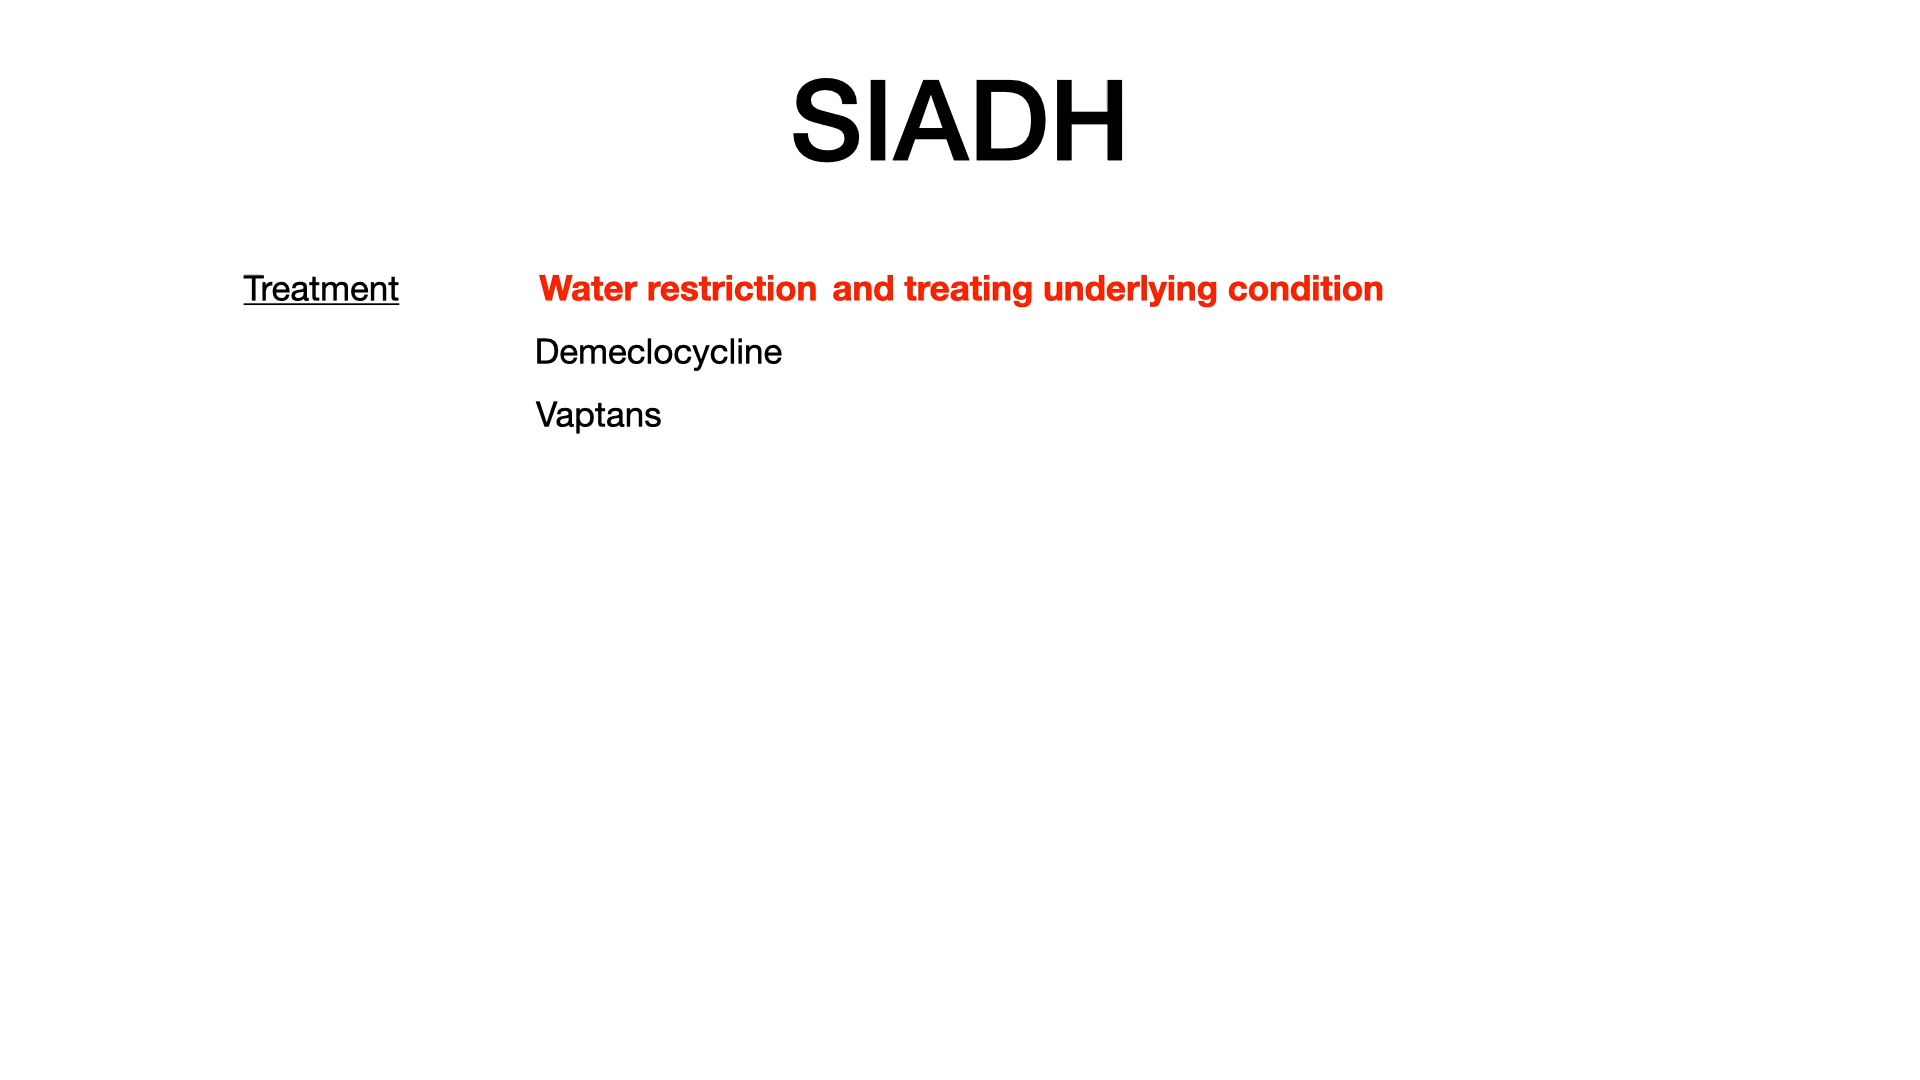 SIADH
Treatment Water restriction and treating underlying condition
Demeclocycline
Vaptans